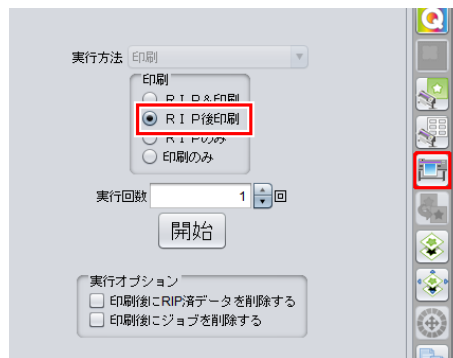 実行方法 印刷
印刷
ＲＩＰ＆印刷
ＲＩＰ後印刷
ＲＩＰのみ
印刷のみ
実行回数 1 回
開始
実行オプション
印刷後にRIP済データを削除する
印刷後にジョブを削除する